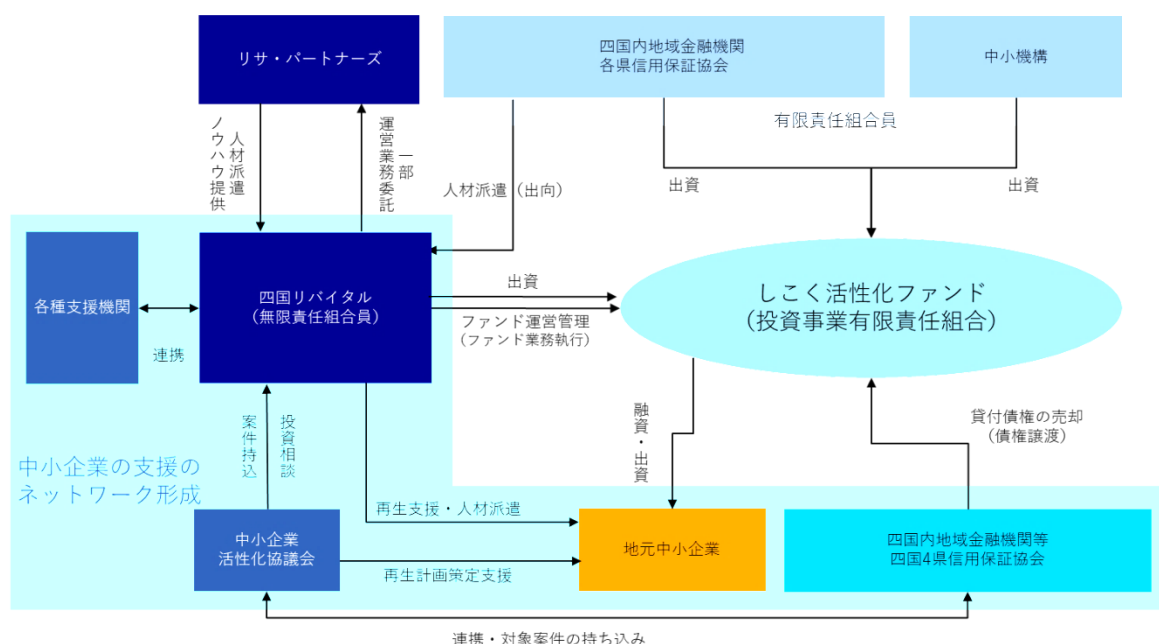 リサ・パートナーズ
四国内地域金融機関
各県信用保証協会
中小機構
有限責任組合員
人材派遣
ノウハウ提供
一部
運営業務委託
人材派遣（出向）
出資
出資
各種支援機関
連携
四国リバイタル
（無限責任組合員）
出資
ファンド運営管理
（ファンド業務執行）
しこく活性化ファンド
（投資事業有限責任組合）
投資相談
案件持込
融資・出資
貸付債権の売却
（債権譲渡）
中小企業の支援の
ネットワーク形成
再生支援・人材派遣
中小企業
活性化協議会
再生計画策定支援
地元中小企業
四国内地域金融機関等
四国4県信用保証協会
連携・対象案件の持ち込み